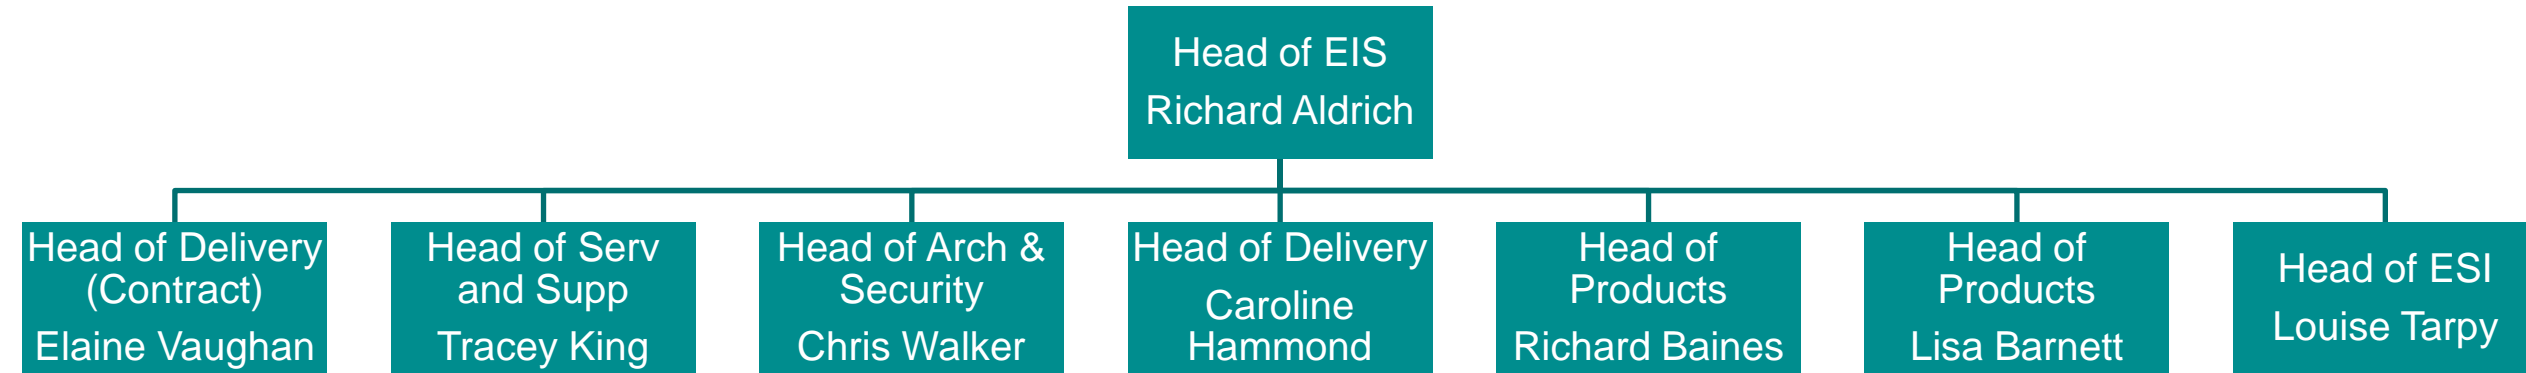 Head of EIS
Richard Aldrich
Head of Delivery
(Contract)
Elaine Vaughan
Head of Serv
and Supp
Tracey King
Head of Arch &
Security
Chris Walker
Head of Delivery
Caroline
Hammond
Head of
Products
Richard Baines
Head of
Products
Lisa Barnett
Head of ESI
Louise Tarpy